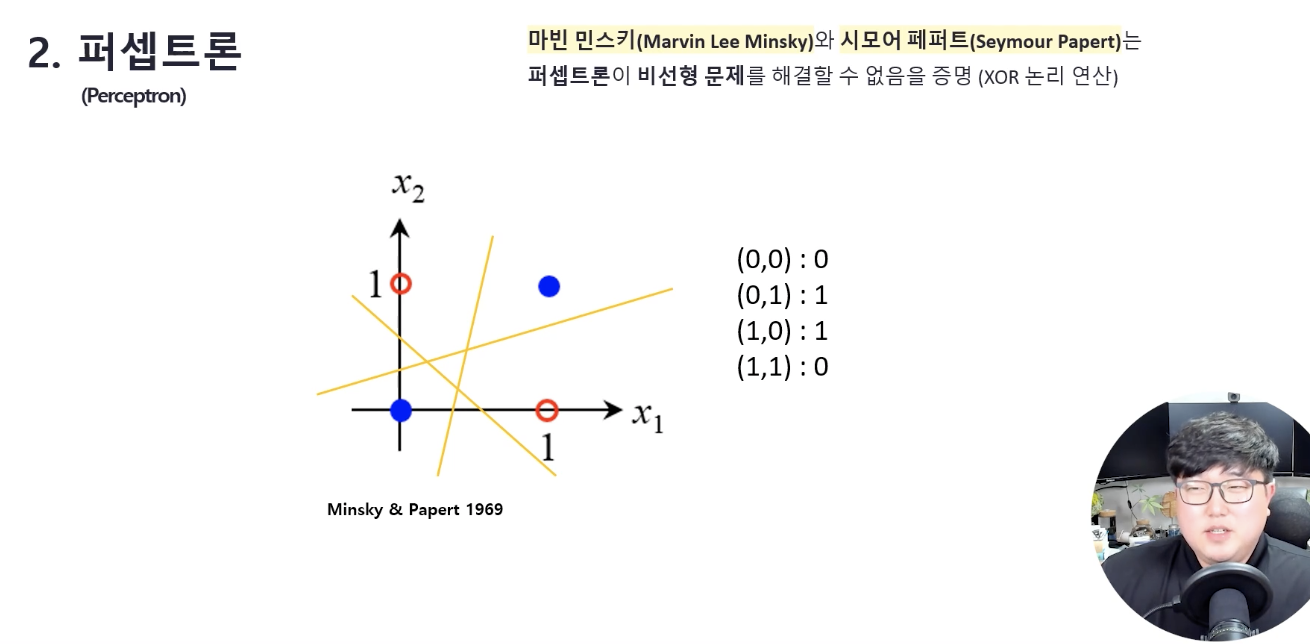 2. 퍼셉트론
(Perceptron)
마빈 민스키(Marvin Lee Minsky)와 시모어 페퍼트(Seymour Papert)는
퍼셉트론이 비선형 문제를 해결할 수 없음을 증명 (XOR 논리 연산)
x₂
1
x₁
1
(0,0) : 0
(0,1) : 1
(1,0) : 1
(1,1) : 0
Minsky & Papert 1969